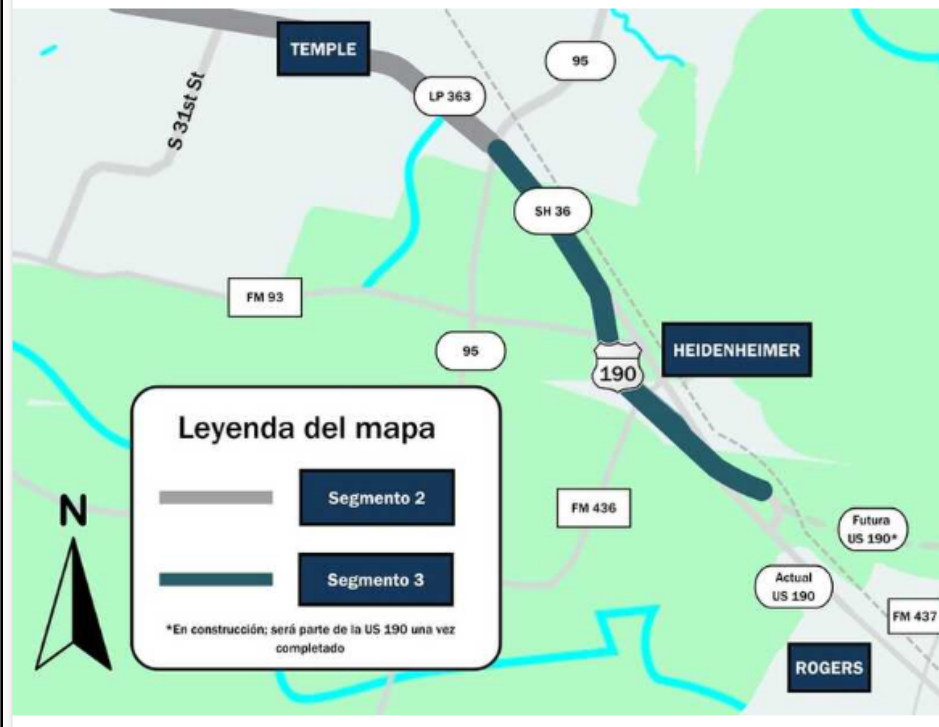 TEMPLE
95
LP 363
S 31st St
SH 36
FM 93
95
HEIDENHEIMER
190
Leyenda del mapa
Segmento 2
N
FM 436
Futura
US 190*
Segmento 3
Actual
US 190
FM 437
*En construcción; será parte de la US 190 una vez
completado
ROGERS